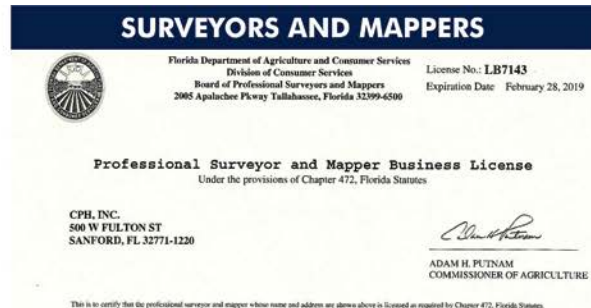 SURVEYORS AND MAPPERS
Florida Department of Agriculture and Consumer Services
Division of Consumer Services
Board of Professional Surveyors and Mappers
2005 Apalachee Pkway Tallahassee, Florida 32399-6500
License No.: LB7143
Expiration Date February 28, 2019
Professional Surveyor and Mapper Business License
Under the provisions of Chapter 472, Florida Statutes
CPH, INC.
500 W FULTON ST
SANFORD, FL 32771-1220
ADAM H. PUTNAM
COMMISSIONER OF AGRICULTURE
This is to certify that the professional surveyor and mapper whose name and address are shown above is licensed as required by Chapter 472, Florida Statutes.